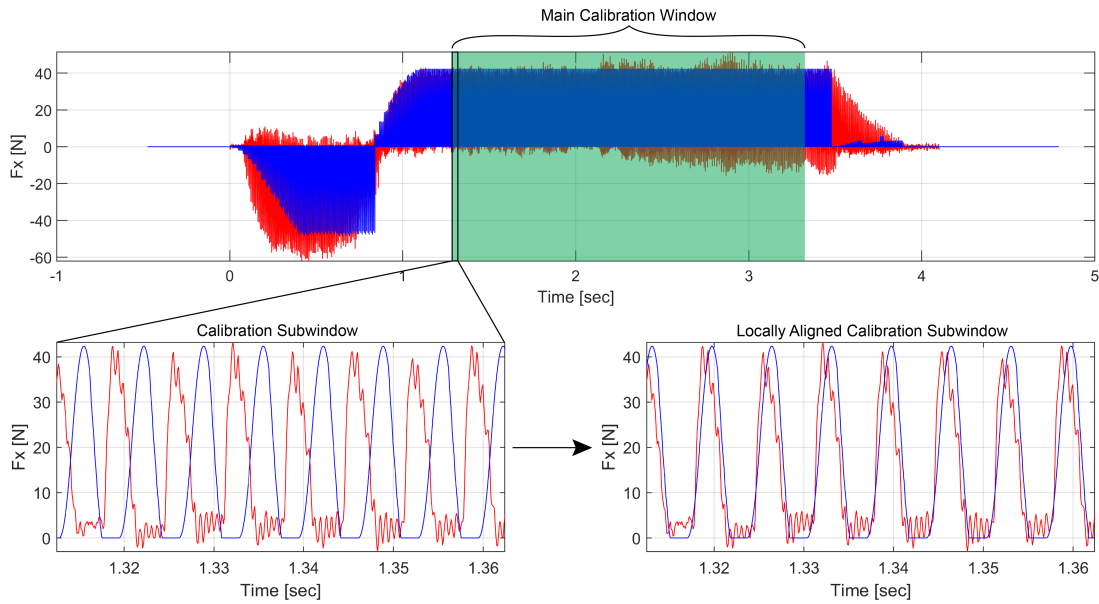 Main Calibration Window
Fx [N]
40
20
0
-20
-40
-60
-1 0 1 2 3 4 5
Time [sec]
Calibration Subwindow
Fx [N]
40
30
20
10
0
1.32 1.33 1.34 1.35 1.36
Time [sec]
Locally Aligned Calibration Subwindow
Fx [N]
40
30
20
10
0
1.32 1.33 1.34 1.35 1.36
Time [sec]